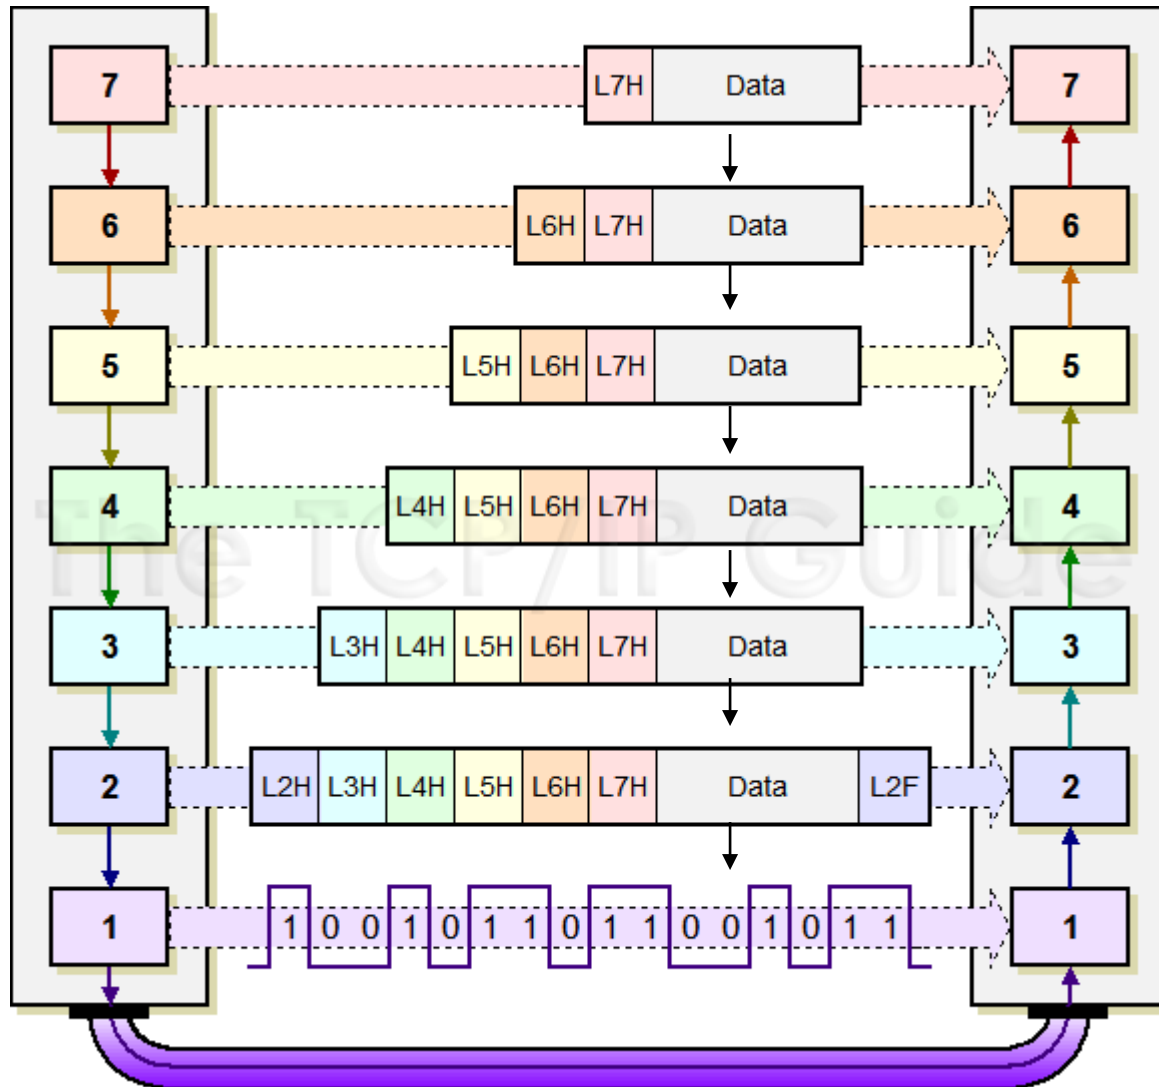 7 L7H Data 7
6 L6H L7H Data 6
5 L5H L6H L7H Data 5
4 L4H L5H L6H L7H Data 4
The TCP/IP Guide
3 L3H L4H L5H L6H L7H Data 3
2 L2H L3H L4H L5H L6H L7H Data L2F 2
1 1 0 0 1 0 1 1 0 1 1 0 0 1 0 1 1 1